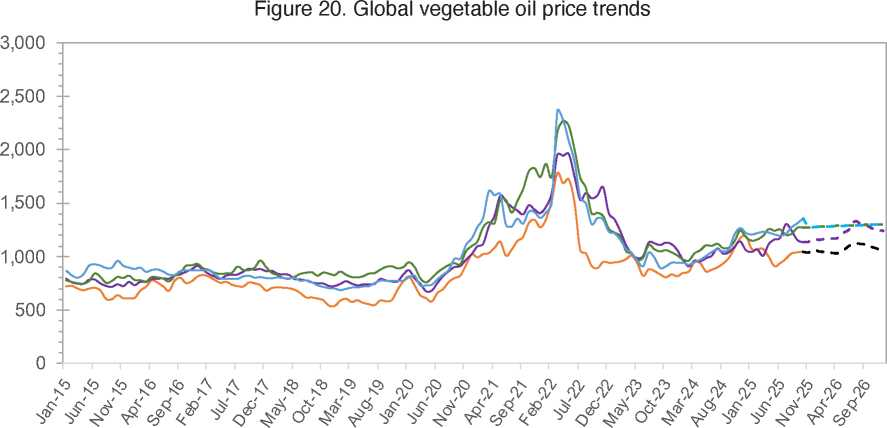 Figure 20. Global vegetable oil price trends
3,000
2,500
2,000
1,500
1,000
500
0
Jan-15
Jun-15
Nov-15
Apr-16
Sep-16
Feb-17
Jul-17
Dec-17
May-18
Oct-18
Mar-19
Aug-19
Jan-20
Jun-20
Nov-20
Apr-21
Sep-21
Feb-22
Jul-22
Dec-22
May-23
Oct-23
Mar-24
Aug-24
Jan-25
Jun-25
Nov-25
Apr-26
Sep-26